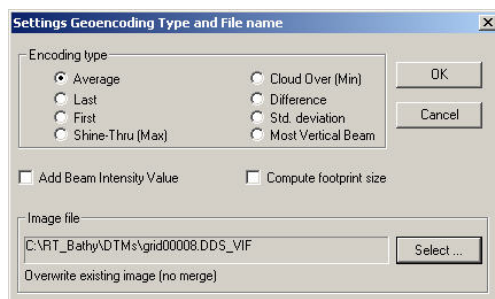 Settings Geoencoding Type and File name
Encoding type
Average
Last
First
Shine-Thru (Max)
Cloud Over (Min)
Difference
Std. deviation
Most Vertical Beam
OK
Cancel
Add Beam Intensity Value
Compute footprint size
Image file
C:\RT_Bathy\DTMs\grid00008.DDS_VIF
Select ...
Overwrite existing image (no merge)